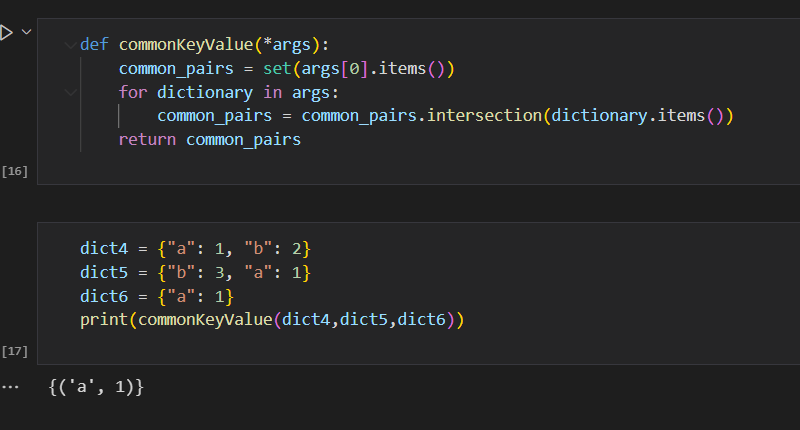 def commonKeyValue(*args):
    common_pairs = set(args[0].items())
    for dictionary in args:
        common_pairs = common_pairs.intersection(dictionary.items())
    return common_pairs
[16]
dict4 = {"a": 1, "b": 2}
dict5 = {"b": 3, "a": 1}
dict6 = {"a": 1}
print(commonKeyValue(dict4,dict5,dict6))
[17]
... {('a', 1)}